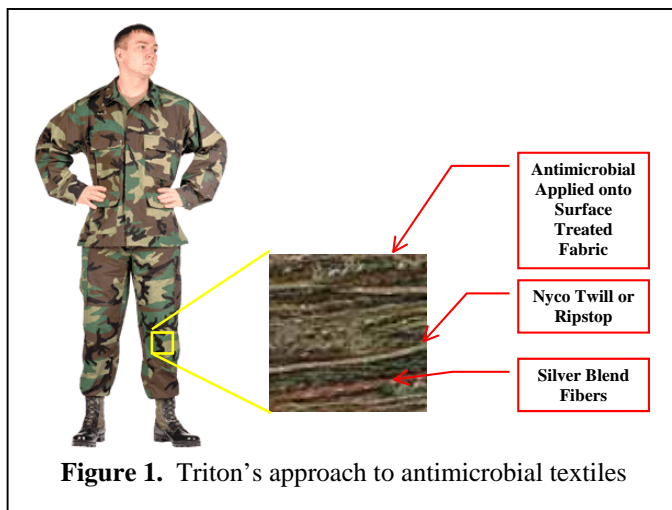 Antimicrobial
Applied onto
Surface
Treated
Fabric
Nyco Twill or
Ripstop
Silver Blend
Fibers
Figure 1.  Triton’s approach to antimicrobial textiles